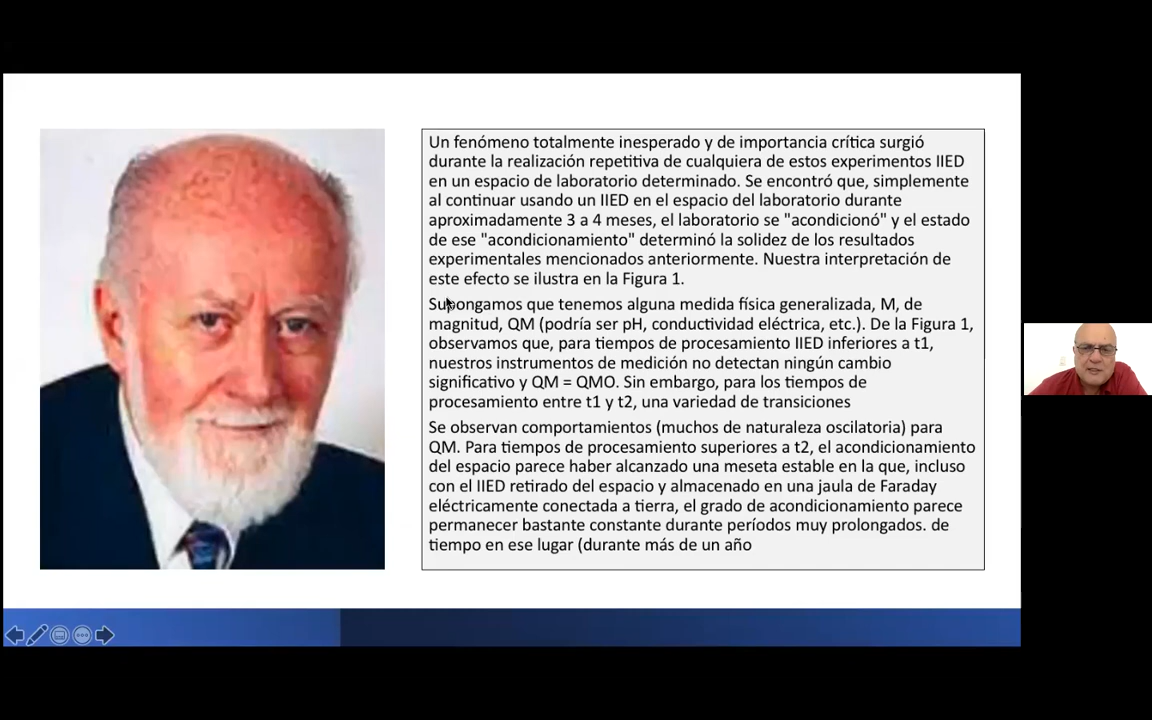 Un fenómeno totalmente inesperado y de importancia crítica surgió
durante la realización repetitiva de cualquiera de estos experimentos IIED
en un espacio de laboratorio determinado. Se encontró que, simplemente
al continuar usando un IIED en el espacio del laboratorio durante
aproximadamente 3 a 4 meses, el laboratorio se "acondicionó" y el estado
de ese "acondicionamiento" determinó la solidez de los resultados
experimentales mencionados anteriormente. Nuestra interpretación de
este efecto se ilustra en la Figura 1.
Supongamos que tenemos alguna medida física generalizada, M, de
magnitud, QM (podría ser pH, conductividad eléctrica, etc.). De la Figura 1,
observamos que, para tiempos de procesamiento IIED inferiores a t1,
nuestros instrumentos de medición no detectan ningún cambio
significativo y QM = QMO. Sin embargo, para los tiempos de
procesamiento entre t1 y t2, una variedad de transiciones
Se observan comportamientos (muchos de naturaleza oscilatoria) para
QM. Para tiempos de procesamiento superiores a t2, el acondicionamiento
del espacio parece haber alcanzado una meseta estable en la que, incluso
con el IIED retirado del espacio y almacenado en una jaula de Faraday
eléctricamente conectada a tierra, el grado de acondicionamiento parece
permanecer bastante constante durante períodos muy prolongados. de
tiempo en ese lugar (durante más de un año